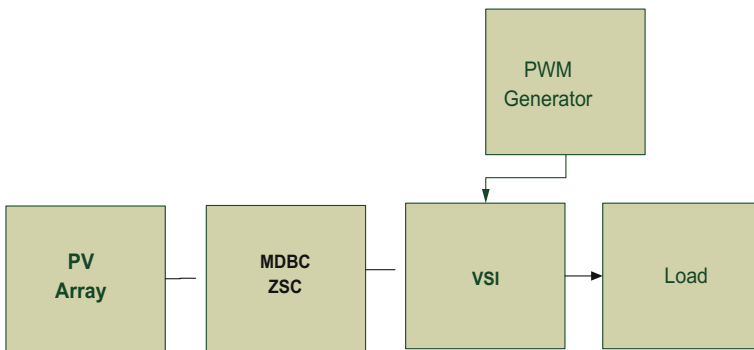 PWM
Generator
PV
Array
MDBC
ZSC
VSI
Load